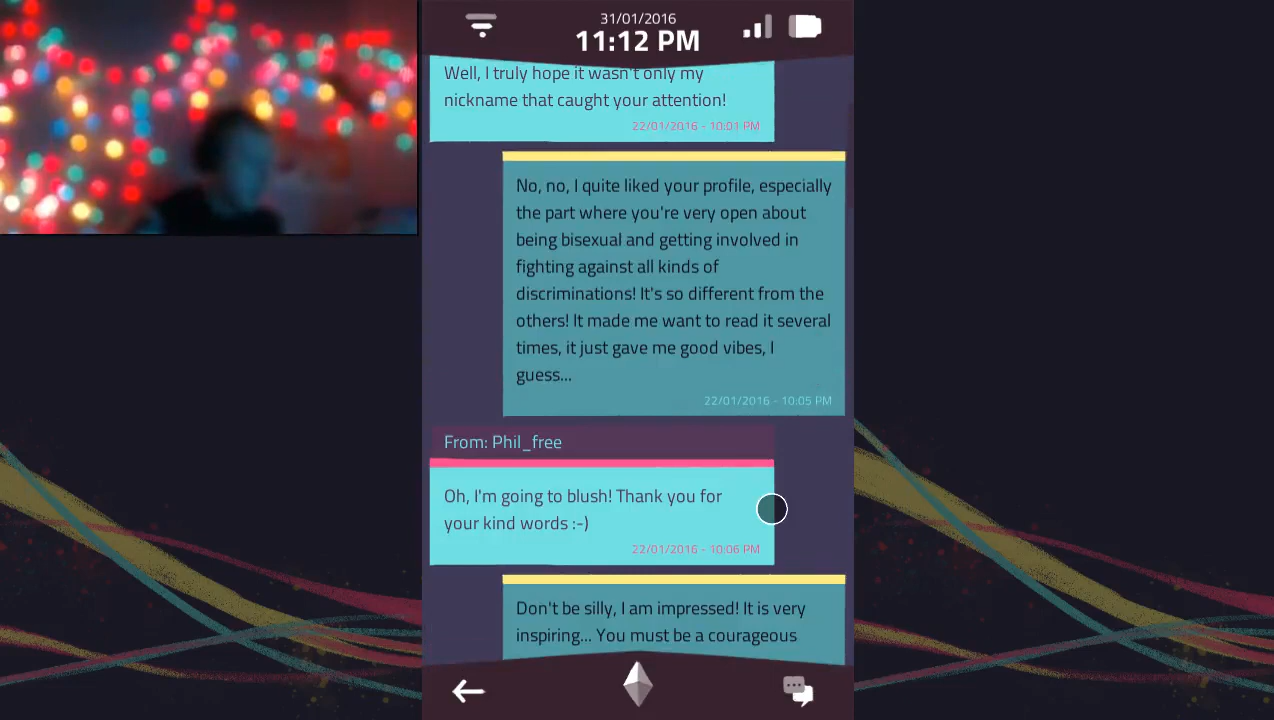 31/01/2016
11:12 PM
Well, I truly hope it wasn't only my
nickname that caught your attention!
22/01/2016 - 10:01 PM
No, no, I quite liked your profile, especially
the part where you're very open about
being bisexual and getting involved in
fighting against all kinds of
discriminations! It's so different from the
others! It made me want to read it several
times, it just gave me good vibes, I
guess...
22/01/2016 - 10:05 PM
From: Phil_free
Oh, I'm going to blush! Thank you for
your kind words :-)
22/01/2016 - 10:06 PM
Don't be silly, I am impressed! It is very
inspiring... You must be a courageous